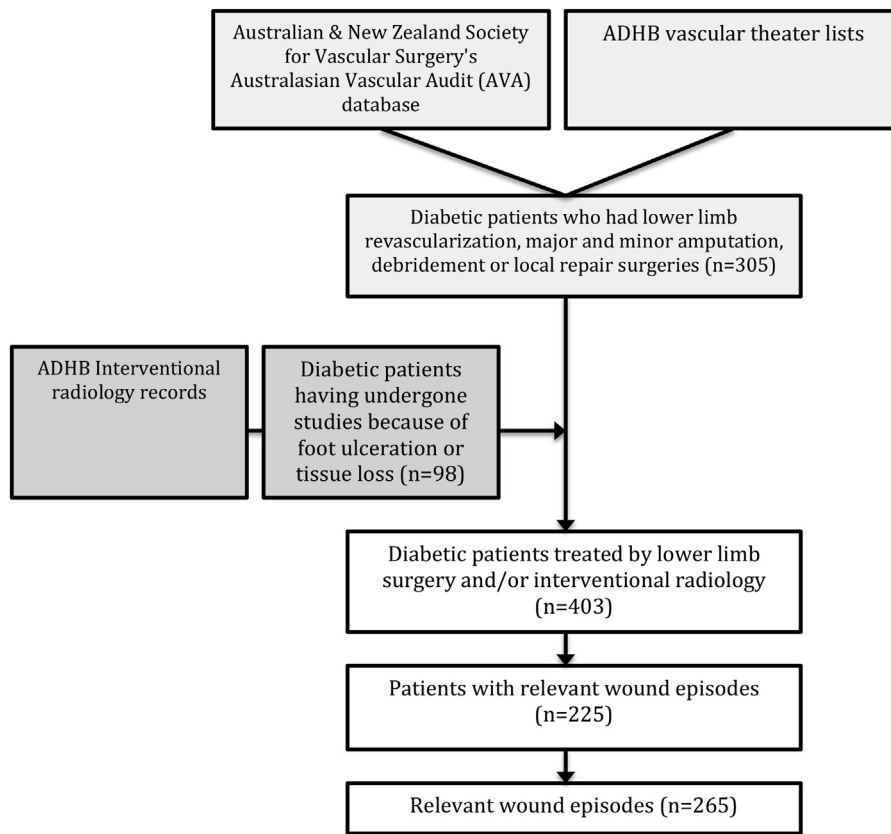 Australian & New Zealand Society
for Vascular Surgery's
Australasian Vascular Audit (AVA)
database
ADHB vascular theater lists
Diabetic patients who had lower limb
revascularization, major and minor amputation,
debridement or local repair surgeries (n=305)
ADHB Interventional
radiology records
Diabetic patients
having undergone
studies because of
foot ulceration or
tissue loss (n=98)
Diabetic patients treated by lower limb
surgery and/or interventional radiology
(n=403)
Patients with relevant wound episodes
(n=225)
Relevant wound episodes (n=265)